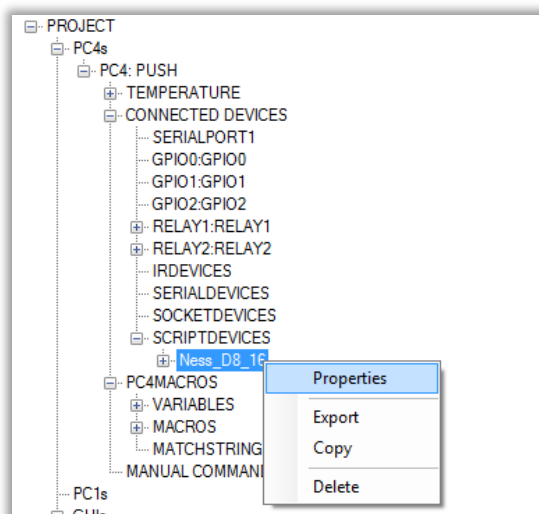 PROJECT
PC4s
PC4: PUSH
TEMPERATURE
CONNECTED DEVICES
SERIALPORT1
GPIO0:GPIO0
GPIO1:GPIO1
GPIO2:GPIO2
RELAY1:RELAY1
RELAY2:RELAY2
IRDEVICES
SERIALDEVICES
SOCKETDEVICES
SCRIPTDEVICES
Ness_D8_16
Properties
PC4MACROS
VARIABLES
Export
MACROS
Copy
MATCHSTRING
MANUAL COMMAN
Delete
PC1s